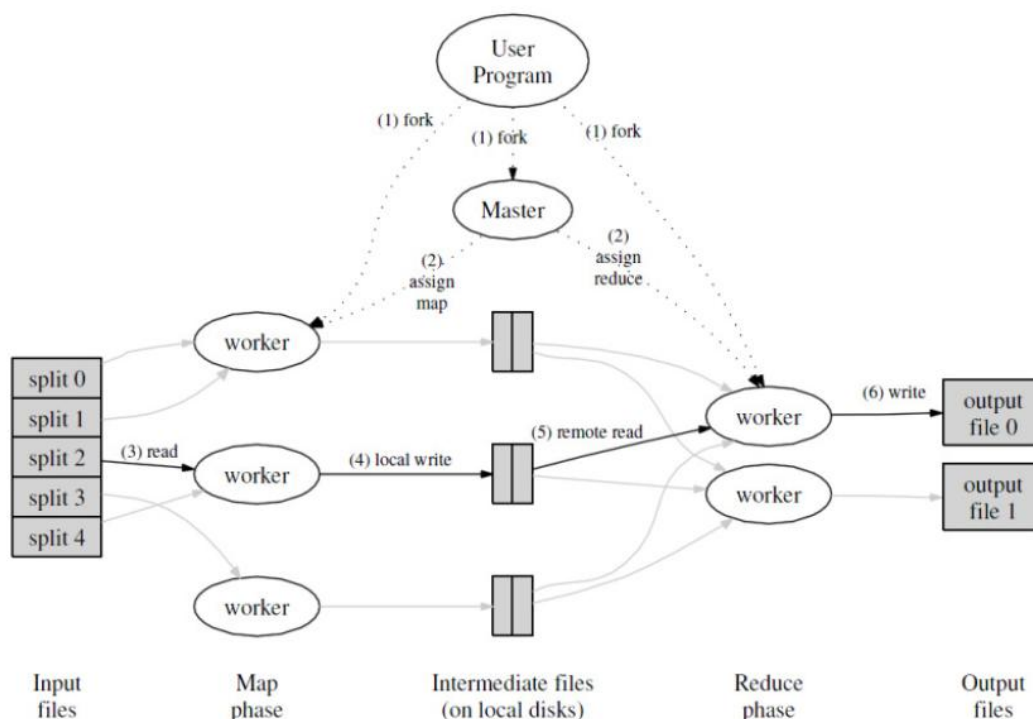 User
Program
(1) fork
(1) fork
(1) fork
Master
(2)
assign
map
(2)
assign
reduce
worker
split 0
split 1
split 2
split 3
split 4
(3) read
worker
(4) local write
(5) remote read
worker
(6) write
output
file 0
worker
output
file 1
worker
Input
files
Map
phase
Intermediate files
(on local disks)
Reduce
phase
Output
files